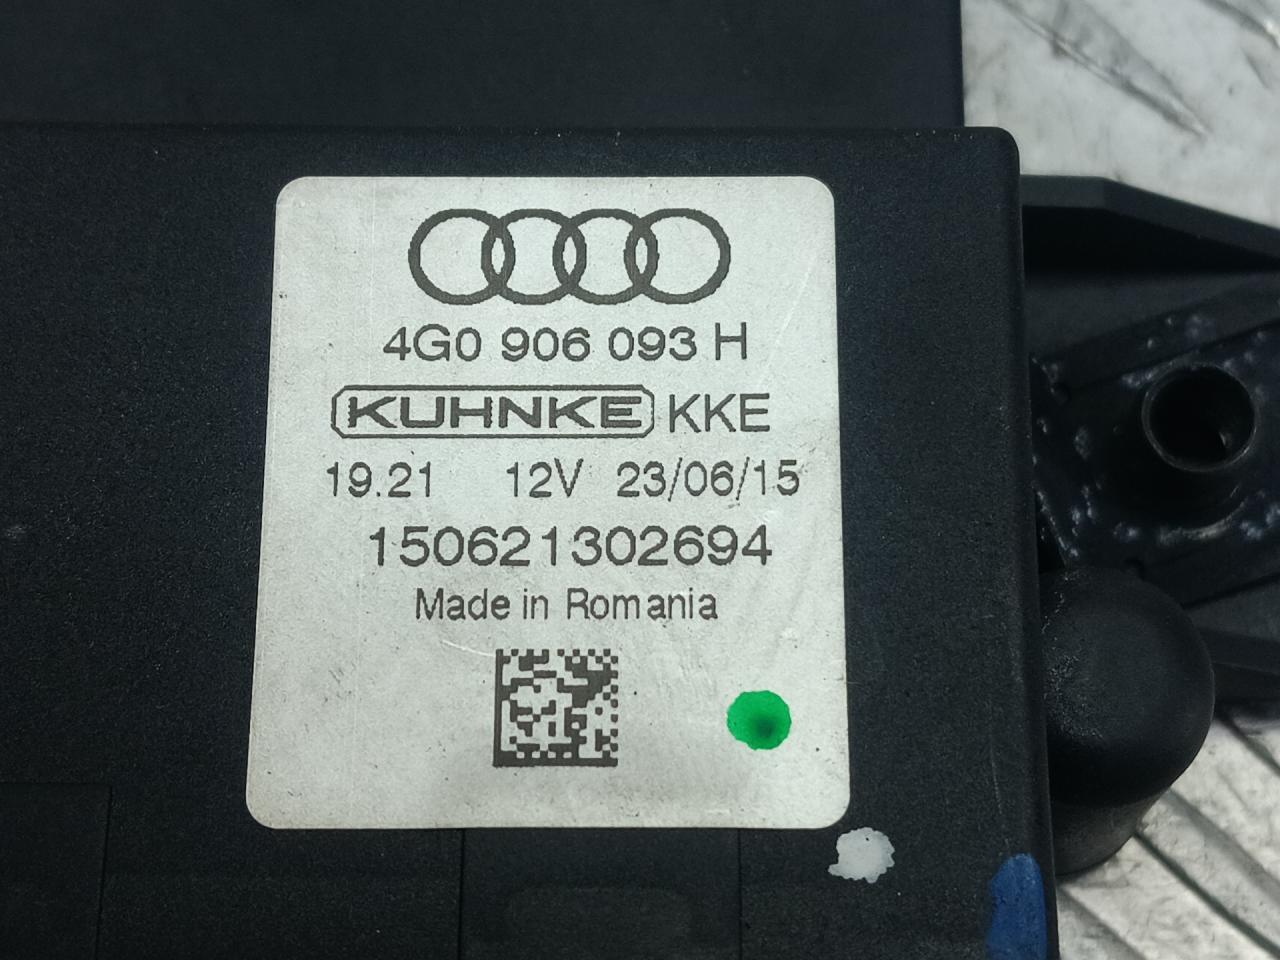 4G0 906 093 H
KUHNKE KKE
19.21 12V 23/06/15
150621302694
Made in Romania